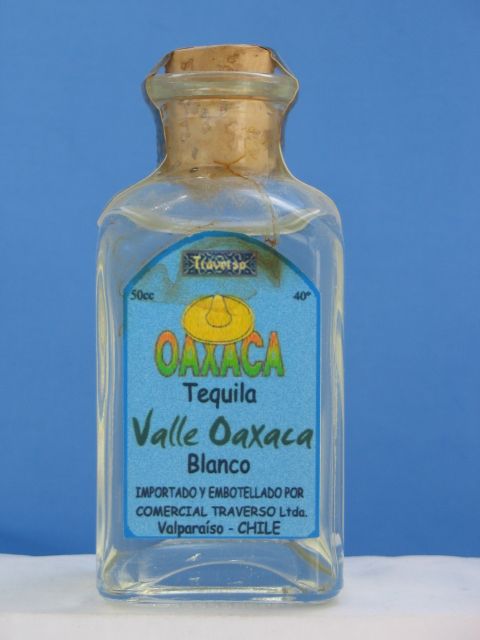 Traverso
50cc 40°
OAXACA
Tequila
Valle Oaxaca
Blanco
IMPORTADO Y EMBOTELLADO POR
COMERCIAL TRAVERSO Ltda.
Valparaíso - CHILE